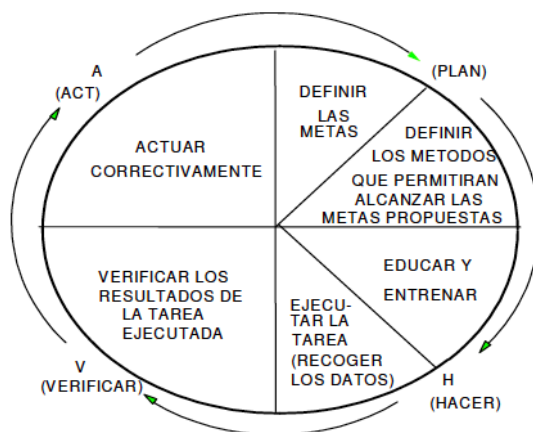 A
(ACT)
(PLAN)
DEFINIR
LAS
METAS
DEFINIR
LOS METODOS
QUE PERMITIRAN
ALCANZAR LAS
METAS PROPUESTAS
ACTUAR
CORRECTIVAMENTE
EDUCAR Y
ENTRENAR
VERIFICAR LOS
RESULTADOS DE
LA TAREA
EJECUTADA
EJECU-
TAR LA
TAREA
(RECOGER
LOS DATOS)
V
(VERIFICAR)
H
(HACER)